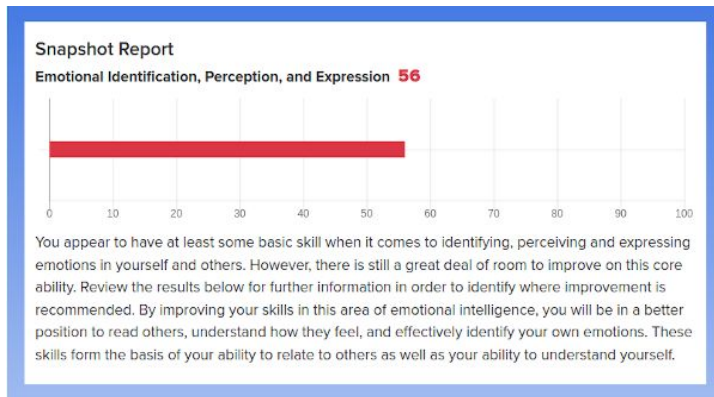 Snapshot Report
Emotional Identification, Perception, and Expression 56
0 10 20 30 40 50 60 70 80 90 100
You appear to have at least some basic skill when it comes to identifying, perceiving and expressing
emotions in yourself and others. However, there is still a great deal of room to improve on this core
ability. Review the results below for further information in order to identify where improvement is
recommended. By improving your skills in this area of emotional intelligence, you will be in a better
position to read others, understand how they feel, and effectively identify your own emotions. These
skills form the basis of your ability to relate to others as well as your ability to understand yourself.